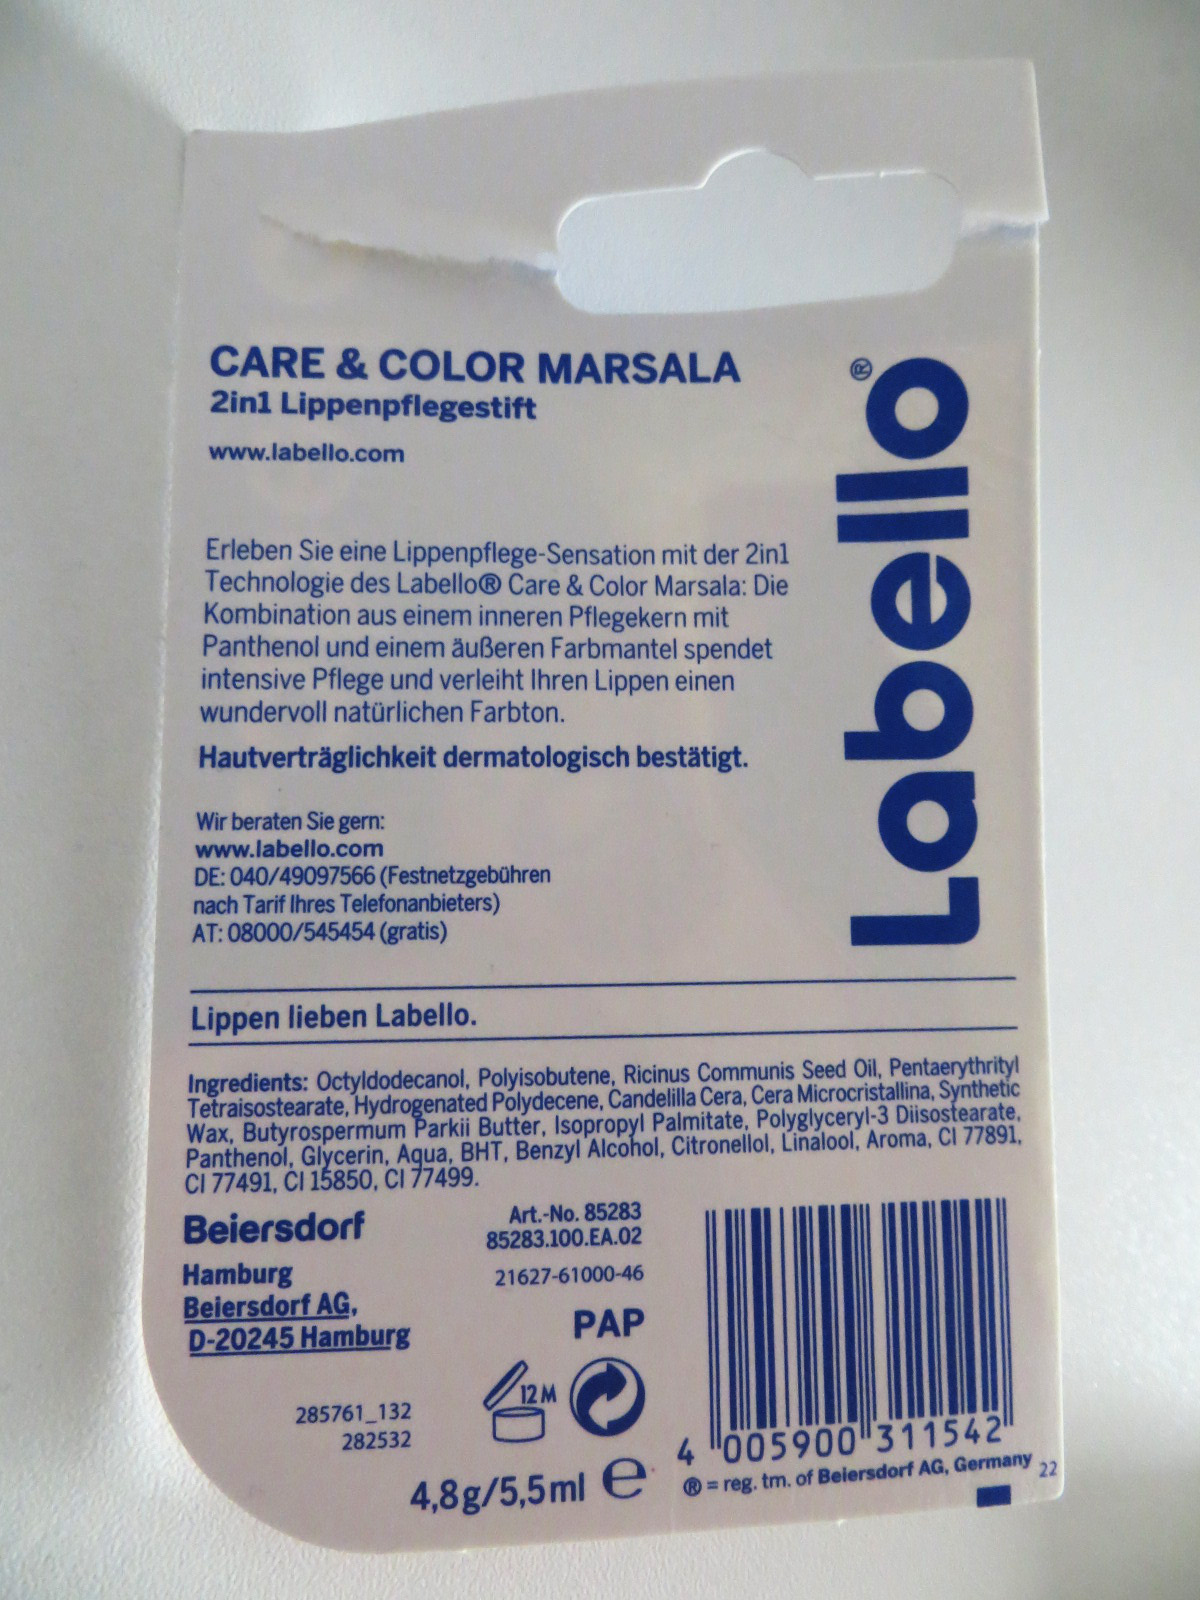 CARE & COLOR MARSALA
2in1 Lippenpflegestift
www.labello.com
Labello®
Erleben Sie eine Lippenpflege-Sensation mit der 2in1
Technologie des Labello® Care & Color Marsala: Die
Kombination aus einem inneren Pflegekern mit
Panthenol und einem äußeren Farbmantel spendet
intensive Pflege und verleiht Ihren Lippen einen
wundervoll natürlichen Farbton.
Hautverträglichkeit dermatologisch bestätigt.
Wir beraten Sie gern:
www.labello.com
DE: 040/49097566 (Festnetzgebühren
nach Tarif Ihres Telefonanbieters)
AT: 08000/545454 (gratis)
Lippen lieben Labello.
Ingredients: Octyldodecanol, Polyisobutene, Ricinus Communis Seed Oil, Pentaerythrityl
Tetraisostearate, Hydrogenated Polydecene, Candelilla Cera, Cera Microcristallina, Synthetic
Wax, Butyrospermum Parkii Butter, Isopropyl Palmitate, Polyglyceryl-3 Diisostearate,
Panthenol, Glycerin, Aqua, BHT, Benzyl Alcohol, Citronellol, Linalool, Aroma, CI 77891,
CI 77491, CI 15850, CI 77499.
Beiersdorf
Hamburg
Beiersdorf AG,
D-20245 Hamburg
Art.-No. 85283
85283.100.EA.02
21627-61000-46
PAP
12M
285761_132
282532
4,8g/5,5ml e
4 005900 311542
® = reg. tm. of Beiersdorf AG, Germany
22